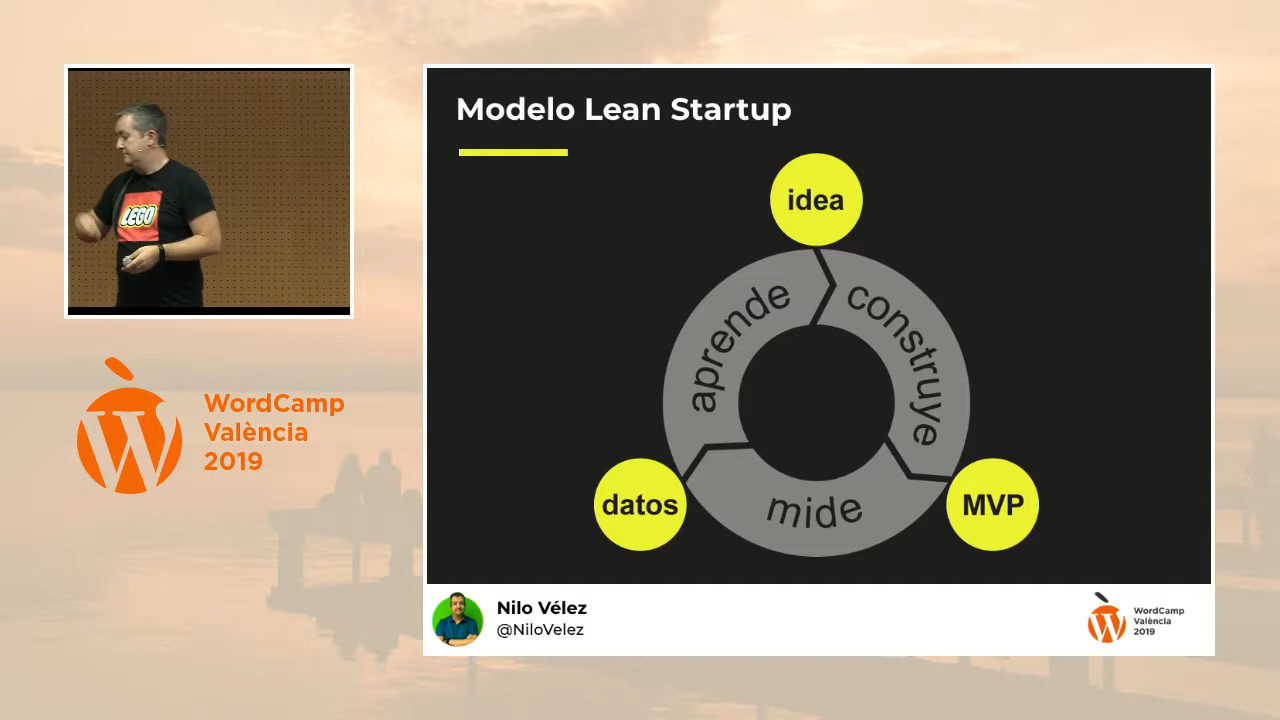 LEGO
WordCamp
València
2019
Modelo Lean Startup
idea
aprende
construye
datos
mide
MVP
Nilo Vélez
@NiloVelez
WordCamp
València
2019